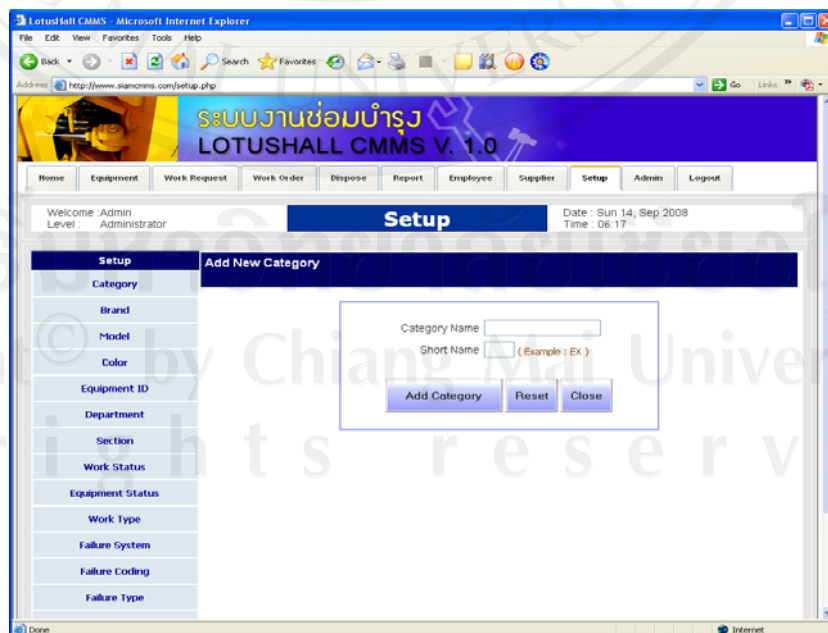 LotusHall CMMS - Microsoft Internet Explorer
File Edit View Favorites Tools Help
Back Search Favorites
Address http://www.siamcmms.com/setup.php Go Links
ระบบงานซ่อมบำรุง
LOTUSHALL CMMS V. 1.0
Home Equipment Work Request Work Order Dispose Report Employee Supplier Setup Admin Logout
Welcome :Admin
Level : Administrator
Setup
Date : Sun 14, Sep 2008
Time : 06:17
Setup
Category
Brand
Model
Color
Equipment ID
Department
Section
Work Status
Equipment Status
Work Type
Failure System
Failure Coding
Failure Type
Add New Category
Category Name
Short Name ( Example : EX )
Add Category Reset Close
Done Internet
by Chiang Mai Univer
rights reserv